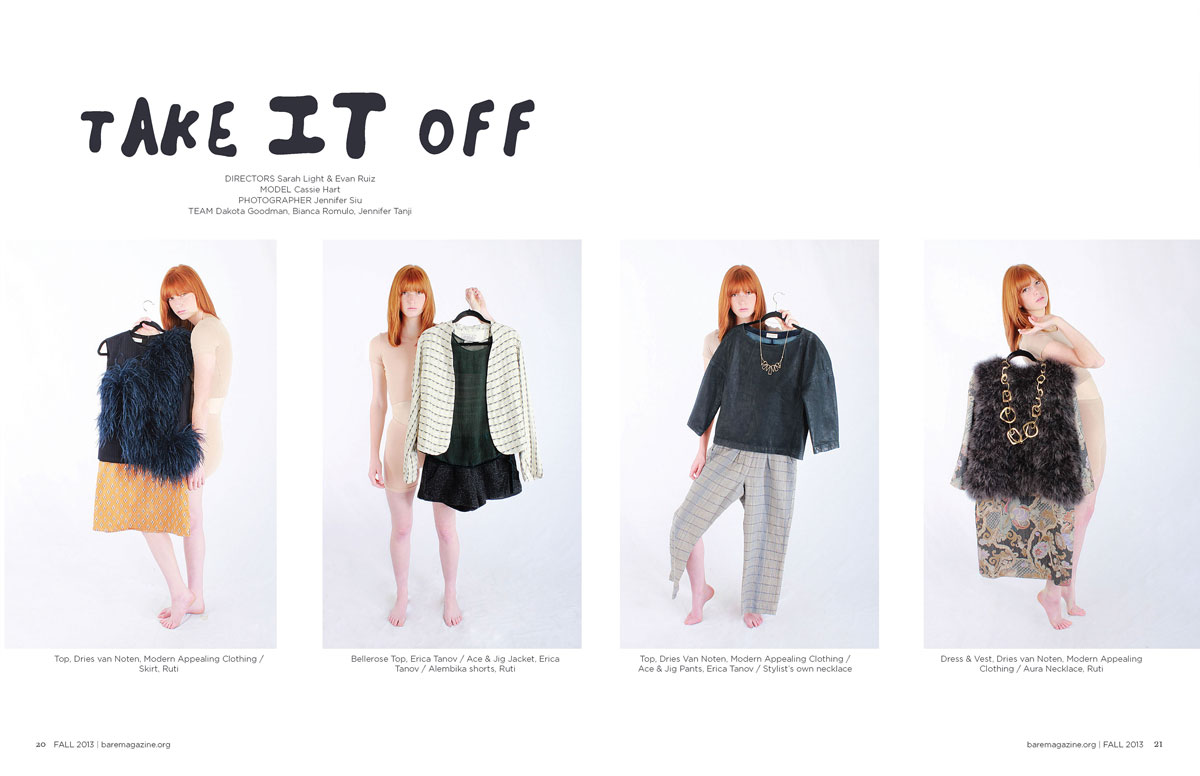 TAKE IT OFF
DIRECTORS Sarah Light & Evan Ruiz
MODEL Cassie Hart
PHOTOGRAPHER Jennifer Siu
TEAM Dakota Goodman, Bianca Romulo, Jennifer Tanji
Top, Dries van Noten, Modern Appealing Clothing /
Skirt, Ruti
Bellerose Top, Erica Tanov / Ace & Jig Jacket, Erica
Tanov / Alembika shorts, Ruti
Top, Dries Van Noten, Modern Appealing Clothing /
Ace & Jig Pants, Erica Tanov / Stylist's own necklace
Dress & Vest, Dries van Noten, Modern Appealing
Clothing / Aura Necklace, Ruti
20 FALL 2013 | baremagazine.org
baremagazine.org | FALL 2013 21